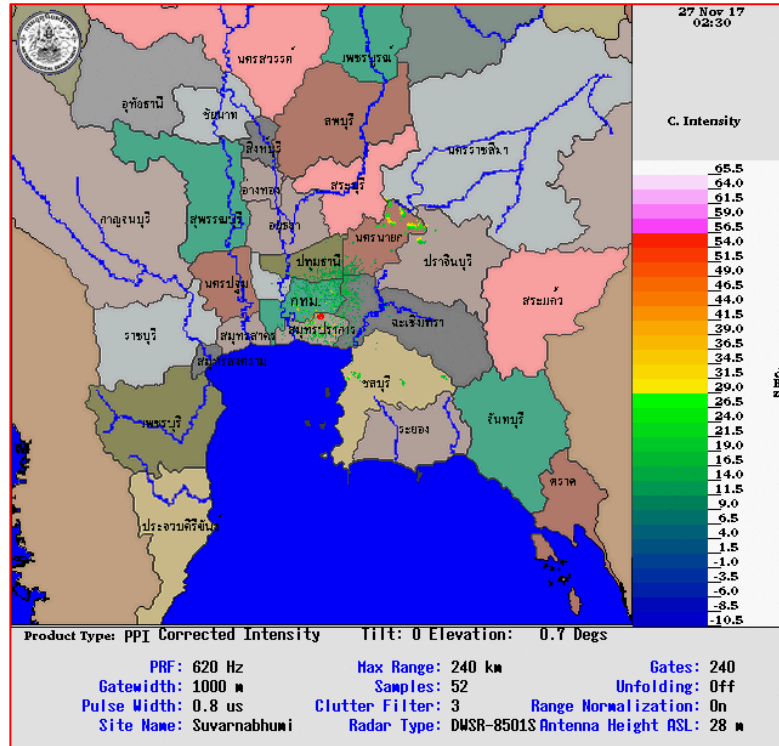 27 Nov 17
02:30
C. Intensity
65.5
64.0
61.5
59.0
56.5
54.0
51.5
49.0
46.5
44.0
41.5
39.0
36.5
34.5
31.5
29.0
26.5
24.0
21.5
19.0
16.5
14.0
11.5
9.0
6.5
4.0
1.5
-1.0
-3.5
-6.0
-8.5
-10.5
นครสวรรค์
เพชรบูรณ์
อุทัยธานี
ชัยนาท
ลพบุรี
สิงห์บุรี
นครราชสีมา
อ่างทอง
สระบุรี
กาญจนบุรี
สุพรรณบุรี
อยุธยา
นครนายก
ปทุมธานี
ปราจีนบุรี
นครปฐม
กทม.
สระแก้ว
ราชบุรี
สมุทรสาคร
สมุทรปราการ
ฉะเชิงเทรา
สมุทรสงคราม
ชลบุรี
เพชรบุรี
ระยอง
จันทบุรี
ตราด
ประจวบคิรีขันธ์
Product Type: PPI Corrected Intensity Tilt: 0 Elevation: 0.7 Degs
PRF: 620 Hz Max Range: 240 km Gates: 240
Gatewidth: 1000 m Samples: 52 Unfolding: Off
Pulse Width: 0.8 us Clutter Filter: 3 Range Normalization: On
Site Name: Suvarnabhumi Radar Type: DWSR-8501S Antenna Height ASL: 28 m